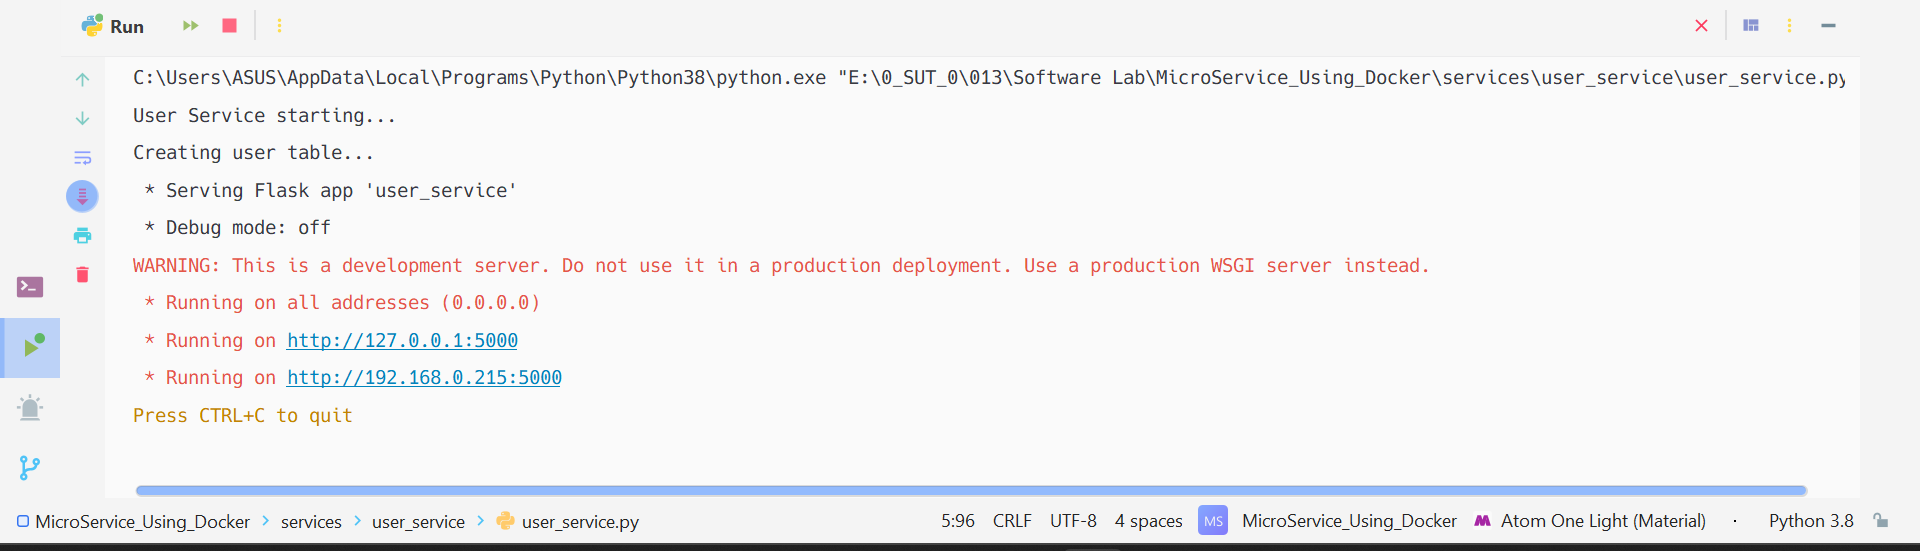 Run
C:\Users\ASUS\AppData\Local\Programs\Python\Python38\python.exe "E:\0_SUT_0\013\Software Lab\MicroService_Using_Docker\services\user_service\user_service.py
User Service starting...
Creating user table...
 * Serving Flask app 'user_service'
 * Debug mode: off
WARNING: This is a development server. Do not use it in a production deployment. Use a production WSGI server instead.
 * Running on all addresses (0.0.0.0)
 * Running on http://127.0.0.1:5000
 * Running on http://192.168.0.215:5000
Press CTRL+C to quit
MicroService_Using_Docker > services > user_service > user_service.py 5:96 CRLF UTF-8 4 spaces MS MicroService_Using_Docker Atom One Light (Material) · Python 3.8